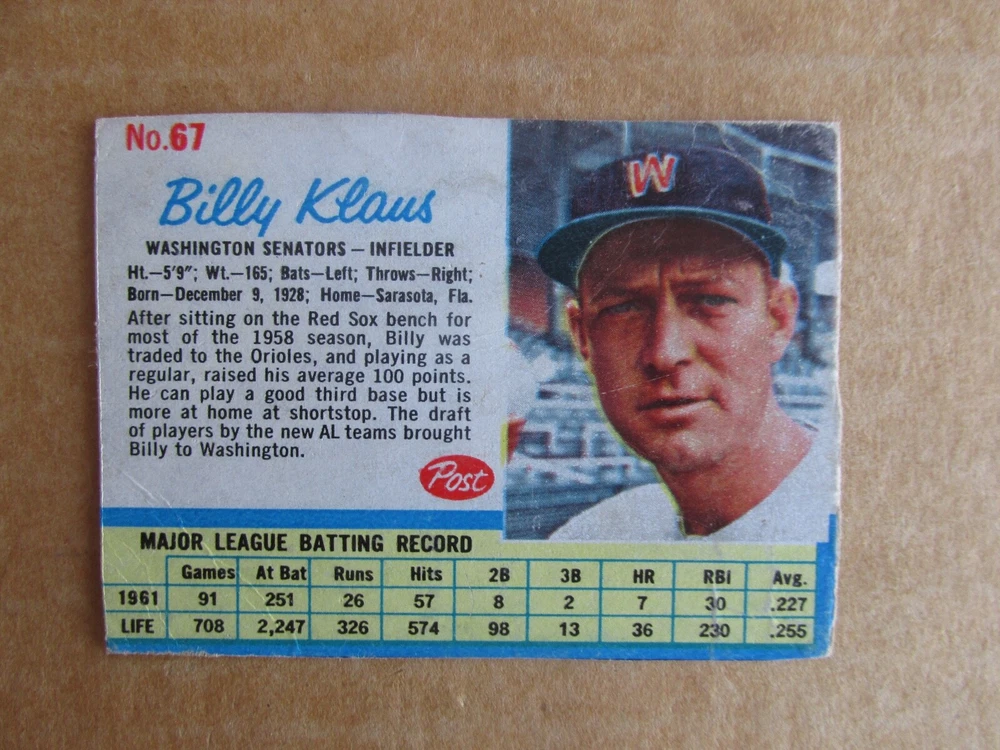 No.67
W
Billy Klaus
WASHINGTON SENATORS – INFIELDER
Ht.—5'9"; Wt.—165; Bats—Left; Throws—Right;
Born—December 9, 1928; Home—Sarasota, Fla.
After sitting on the Red Sox bench for
most of the 1958 season, Billy was
traded to the Orioles, and playing as a
regular, raised his average 100 points.
He can play a good third base but is
more at home at shortstop. The draft
of players by the new AL teams brought
Billy to Washington.
Post
MAJOR LEAGUE BATTING RECORD
Games At Bat Runs Hits 2B 3B HR RBI Avg.
1961 91 251 26 57 8 2 7 30 .227
LIFE 708 2,247 326 574 98 13 36 230 .255